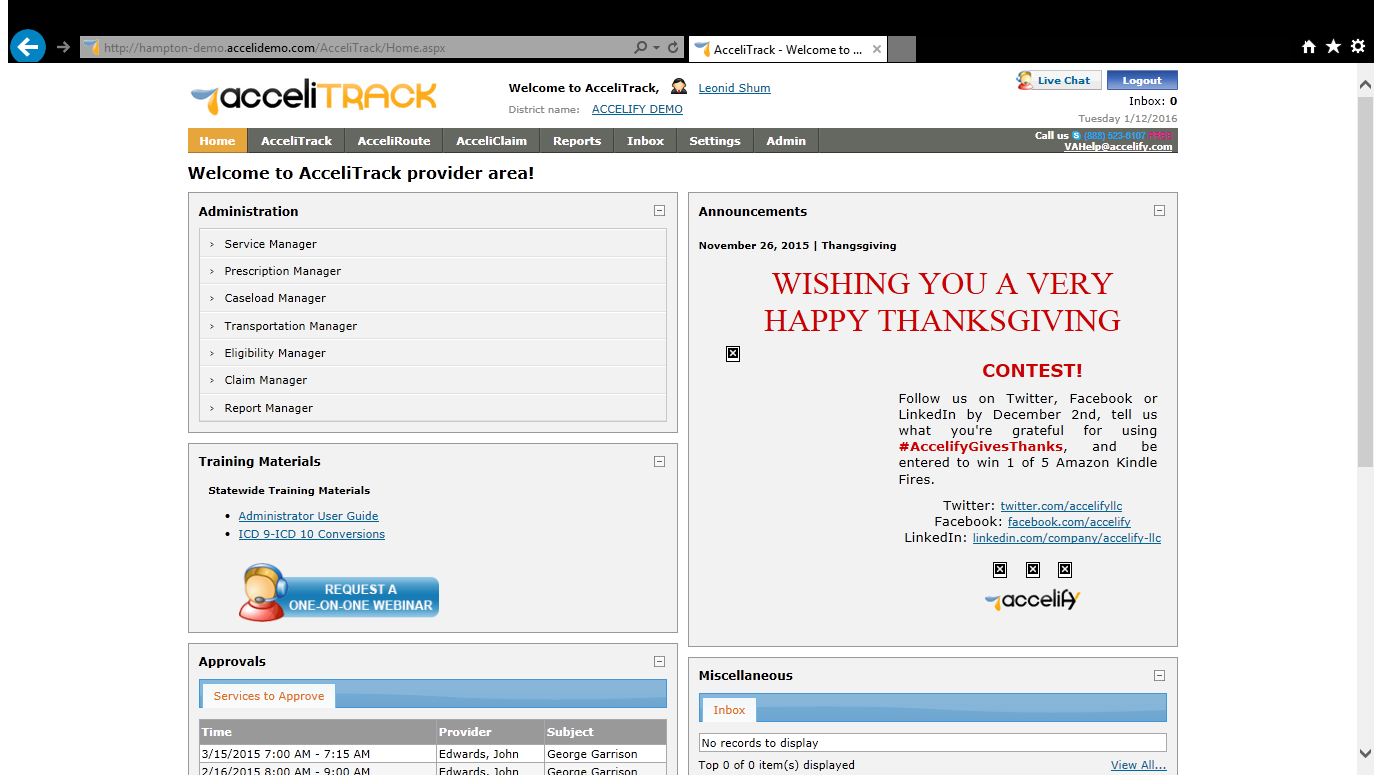 http://hampton-demo.accelidemo.com/AcceliTrack/Home.aspx
AcceliTrack - Welcome to ...
acceliTRACK
Welcome to AcceliTrack, Leonid Shum
District name: ACCELIFY DEMO
Live Chat
Logout
Inbox: 0
Tuesday 1/12/2016
Home AcceliTrack AcceliRoute AcceliClaim Reports Inbox Settings Admin
Call us (888) 523-8107 FREE
VAHelp@accelify.com
Welcome to AcceliTrack provider area!
Administration
Service Manager
Prescription Manager
Caseload Manager
Transportation Manager
Eligibility Manager
Claim Manager
Report Manager
Training Materials
Statewide Training Materials
• Administrator User Guide
• ICD 9-ICD 10 Conversions
REQUEST A
ONE-ON-ONE WEBINAR
Approvals
Services to Approve
Time Provider Subject
3/15/2015 7:00 AM - 7:15 AM Edwards, John George Garrison
2/16/2015 8:00 AM - 9:00 AM Edwards, John George Garrison
Announcements
November 26, 2015 | Thangsgiving
WISHING YOU A VERY
HAPPY THANKSGIVING
CONTEST!
Follow us on Twitter, Facebook or
LinkedIn by December 2nd, tell us
what you're grateful for using
#AccelifyGivesThanks, and be
entered to win 1 of 5 Amazon Kindle
Fires.
Twitter: twitter.com/accelifyllc
Facebook: facebook.com/accelify
LinkedIn: linkedin.com/company/accelify-llc
accelify
Miscellaneous
Inbox
No records to display
Top 0 of 0 item(s) displayed
View All...